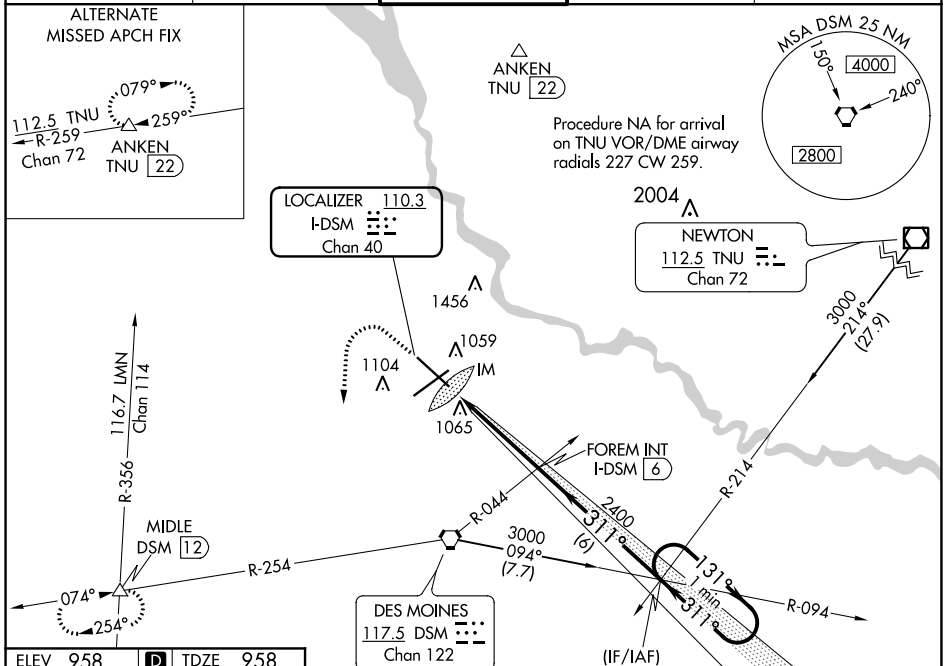 ALTERNATE
MISSED APCH FIX
079°
259°
112.5 TNU
R-259
Chan 72
ANKEN
TNU 22
ANKEN
TNU 22
MSA DSM 25 NM
150°
4000
240°
2800
Procedure NA for arrival
on TNU VOR/DME airway
radials 227 CW 259.
2004
LOCALIZER 110.3
I-DSM
Chan 40
NEWTON
112.5 TNU
Chan 72
3000
214°
(27.9)
1456
1059
1104
IM
1065
116.7 LMN
Chan 114
R-356
FOREM INT
I-DSM 6
R-214
R-044
2400
311°
(6)
MIDLE
DSM 12
R-254
3000
094°
(7.7)
131°
1 min
311°
R-094
074°
254°
DES MOINES
117.5 DSM
Chan 122
(IF/IAF)
ELEV 958
D
TDZE 958